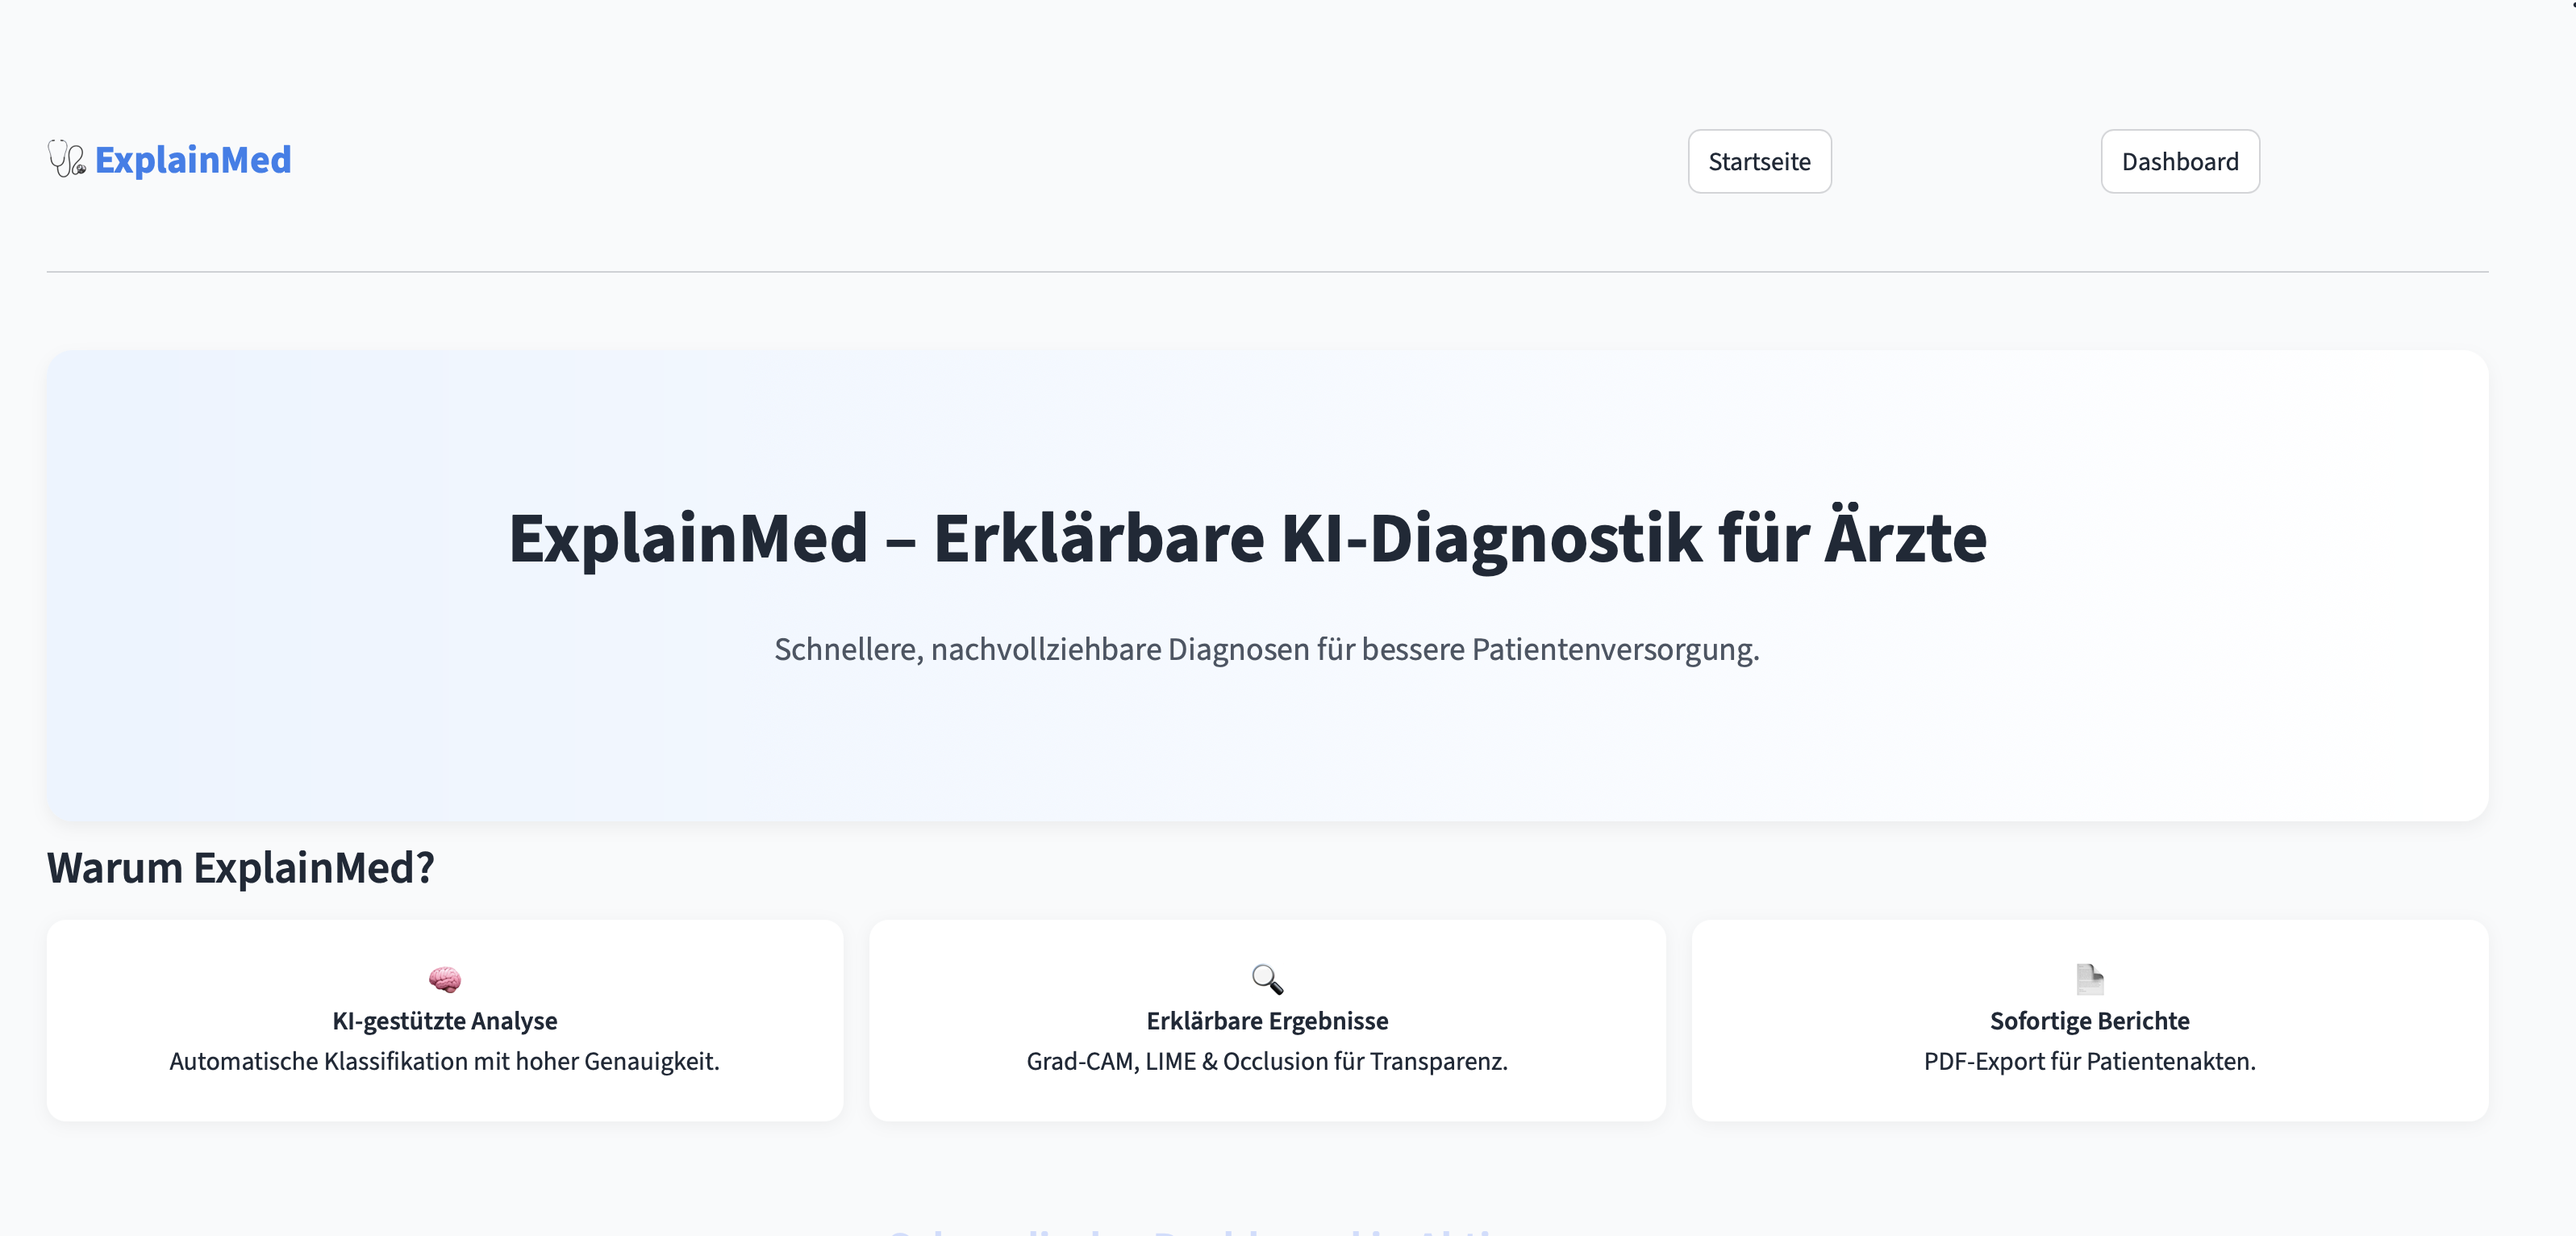 ExplainMed
Startseite
Dashboard
ExplainMed – Erklärbare KI-Diagnostik für Ärzte
Schnellere, nachvollziehbare Diagnosen für bessere Patientenversorgung.
Warum ExplainMed?
KI-gestützte Analyse
Automatische Klassifikation mit hoher Genauigkeit.
Erklärbare Ergebnisse
Grad-CAM, LIME & Occlusion für Transparenz.
Sofortige Berichte
PDF-Export für Patientenakten.